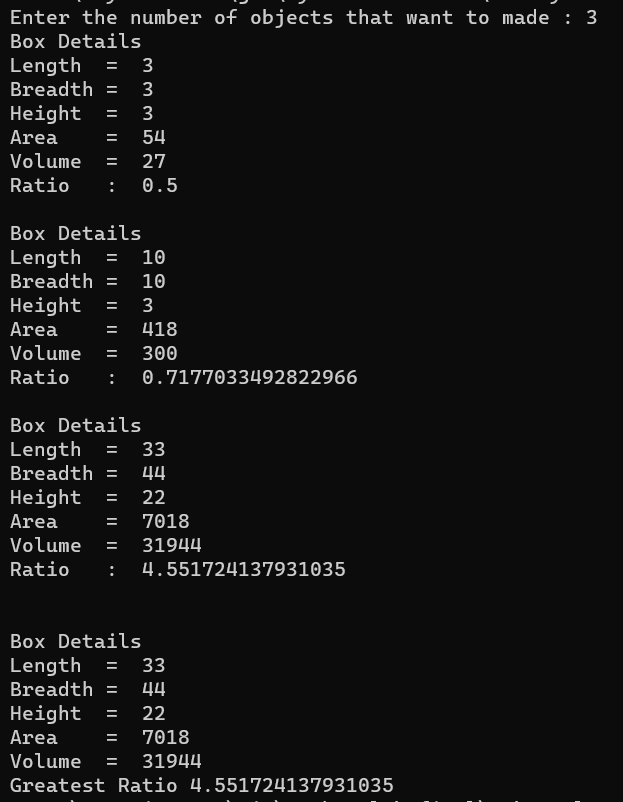 Enter the number of objects that want to made : 3
Box Details
Length  =  3
Breadth =  3
Height  =  3
Area    =  54
Volume  =  27
Ratio   :  0.5
Box Details
Length  =  10
Breadth =  10
Height  =  3
Area    =  418
Volume  =  300
Ratio   :  0.7177033492822966
Box Details
Length  =  33
Breadth =  44
Height  =  22
Area    =  7018
Volume  =  31944
Ratio   :  4.551724137931035
Box Details
Length  =  33
Breadth =  44
Height  =  22
Area    =  7018
Volume  =  31944
Greatest Ratio 4.551724137931035